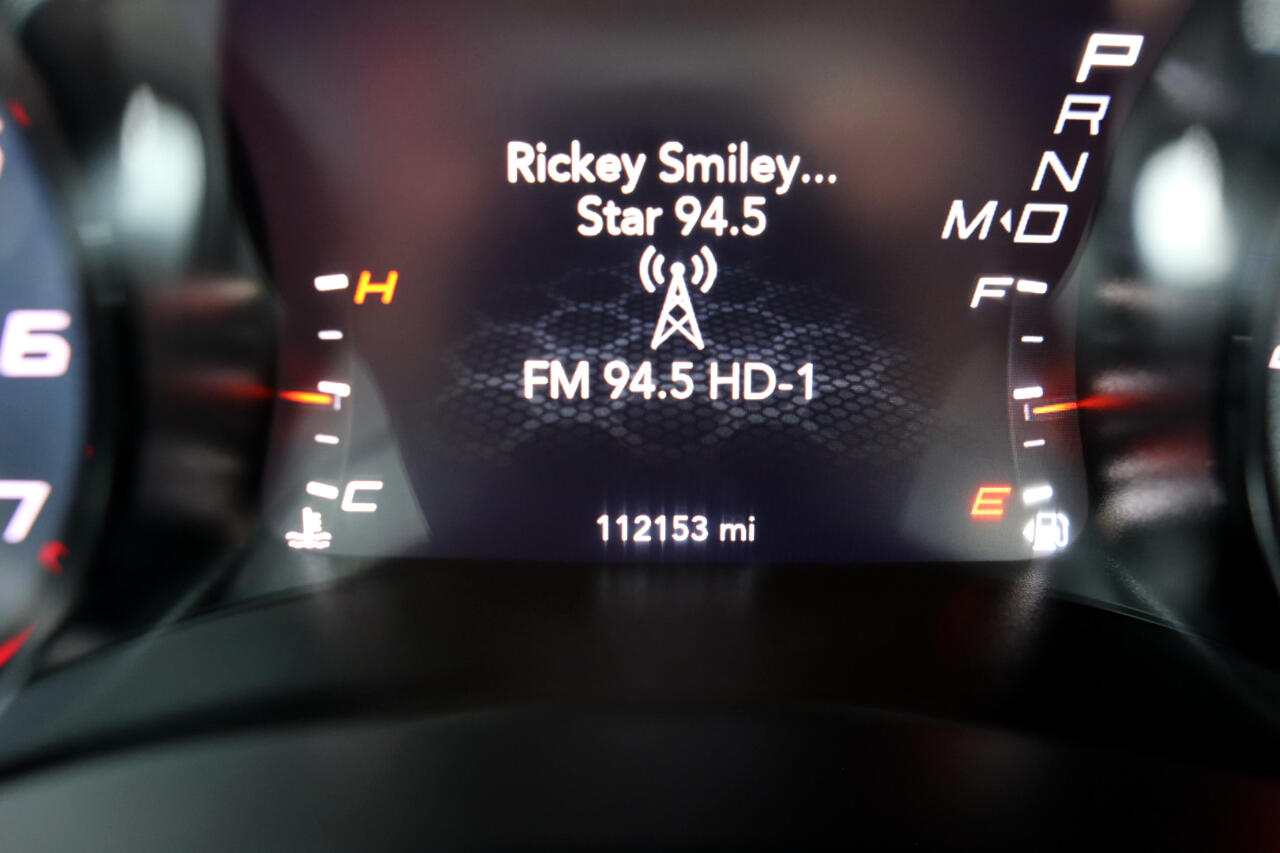 P
R
N
M D
Rickey Smiley...
Star 94.5
H
F
6
FM 94.5 HD-1
7
C
E
112153 mi